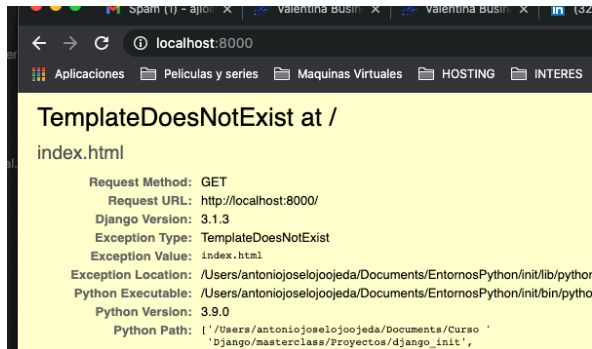 Spam (1) - ajloj Valentina Busin Valentina Busin in (32
localhost:8000
Aplicaciones Peliculas y series Maquinas Virtuales HOSTING INTERES
TemplateDoesNotExist at /
index.html
Request Method: GET
Request URL: http://localhost:8000/
Django Version: 3.1.3
Exception Type: TemplateDoesNotExist
Exception Value: index.html
Exception Location: /Users/antoniojoselojoojeda/Documents/EntornosPython/init/lib/python
Python Executable: /Users/antoniojoselojoojeda/Documents/EntornosPython/init/bin/pytho
Python Version: 3.9.0
Python Path: ['/Users/antoniojoselojoojeda/Documents/Curso '
'Django/masterclass/Proyectos/django_init',